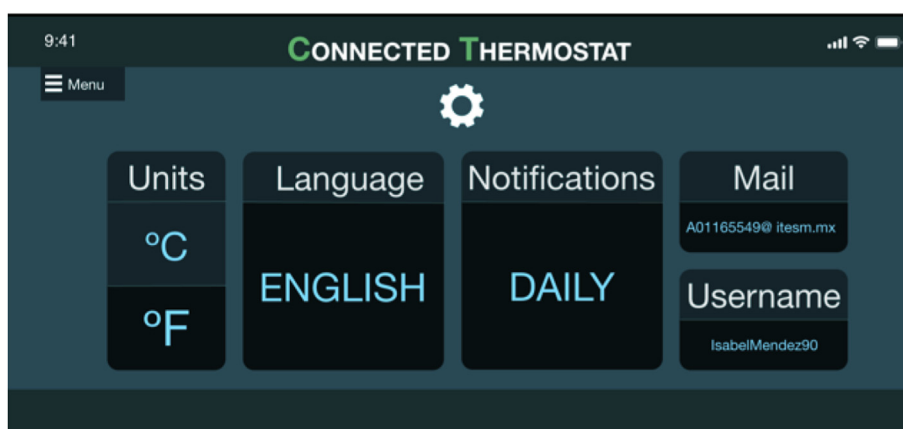 9:41
CONNECTED THERMOSTAT
Menu
Units
°C
°F
Language
ENGLISH
Notifications
DAILY
Mail
A01165549@ itesm.mx
Username
IsabelMendez90